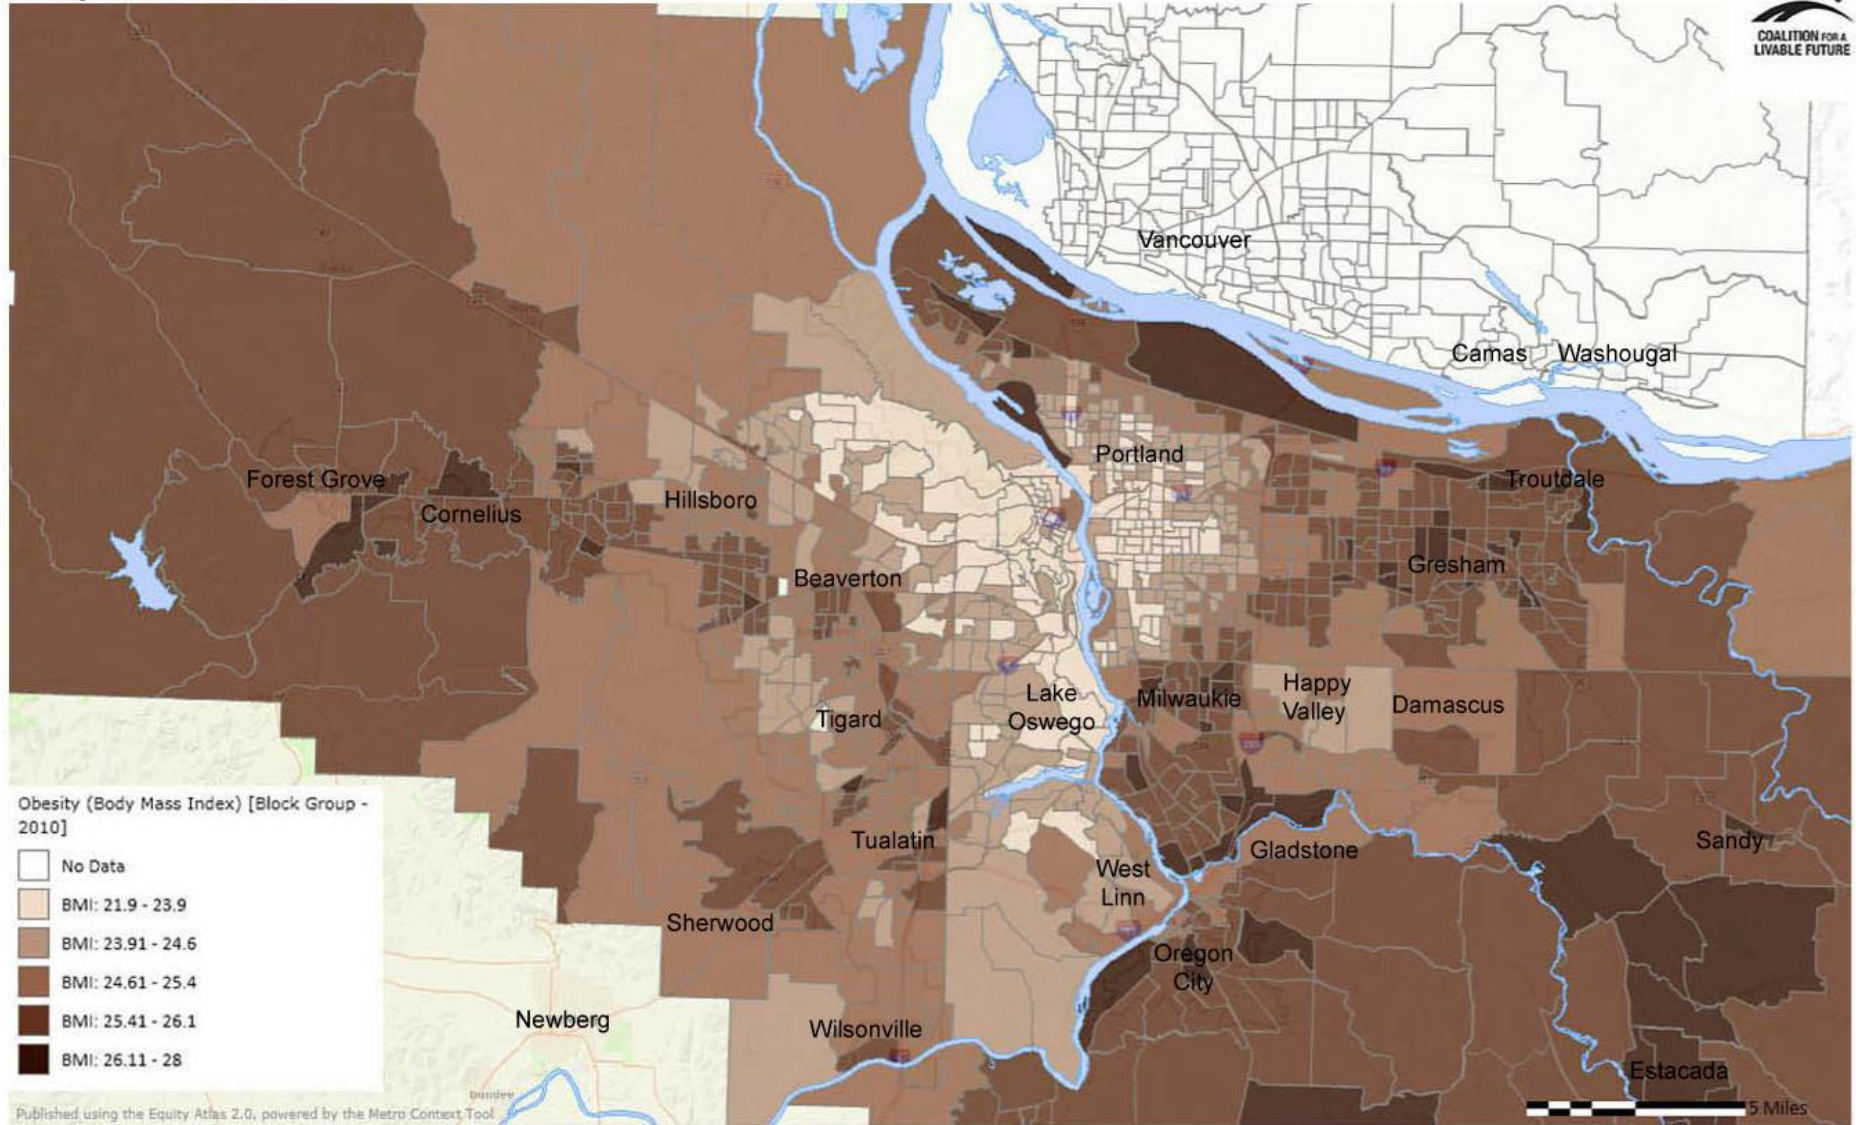 COALITION FOR A
LIVABLE FUTURE
Vancouver
Camas
Washougal
Portland
Forest Grove
Troutdale
Hillsboro
Cornelius
Gresham
Beaverton
Happy
Valley
Lake
Oswego
Milwaukie
Damascus
Tigard
Tualatin
Gladstone
Sandy
West
Linn
Sherwood
Oregon
City
Newberg
Wilsonville
Estacada
Dundee
Obesity (Body Mass Index) [Block Group -
2010]
No Data
BMI: 21.9 - 23.9
BMI: 23.91 - 24.6
BMI: 24.61 - 25.4
BMI: 25.41 - 26.1
BMI: 26.11 - 28
Published using the Equity Atlas 2.0, powered by the Metro Context Tool
5 Miles